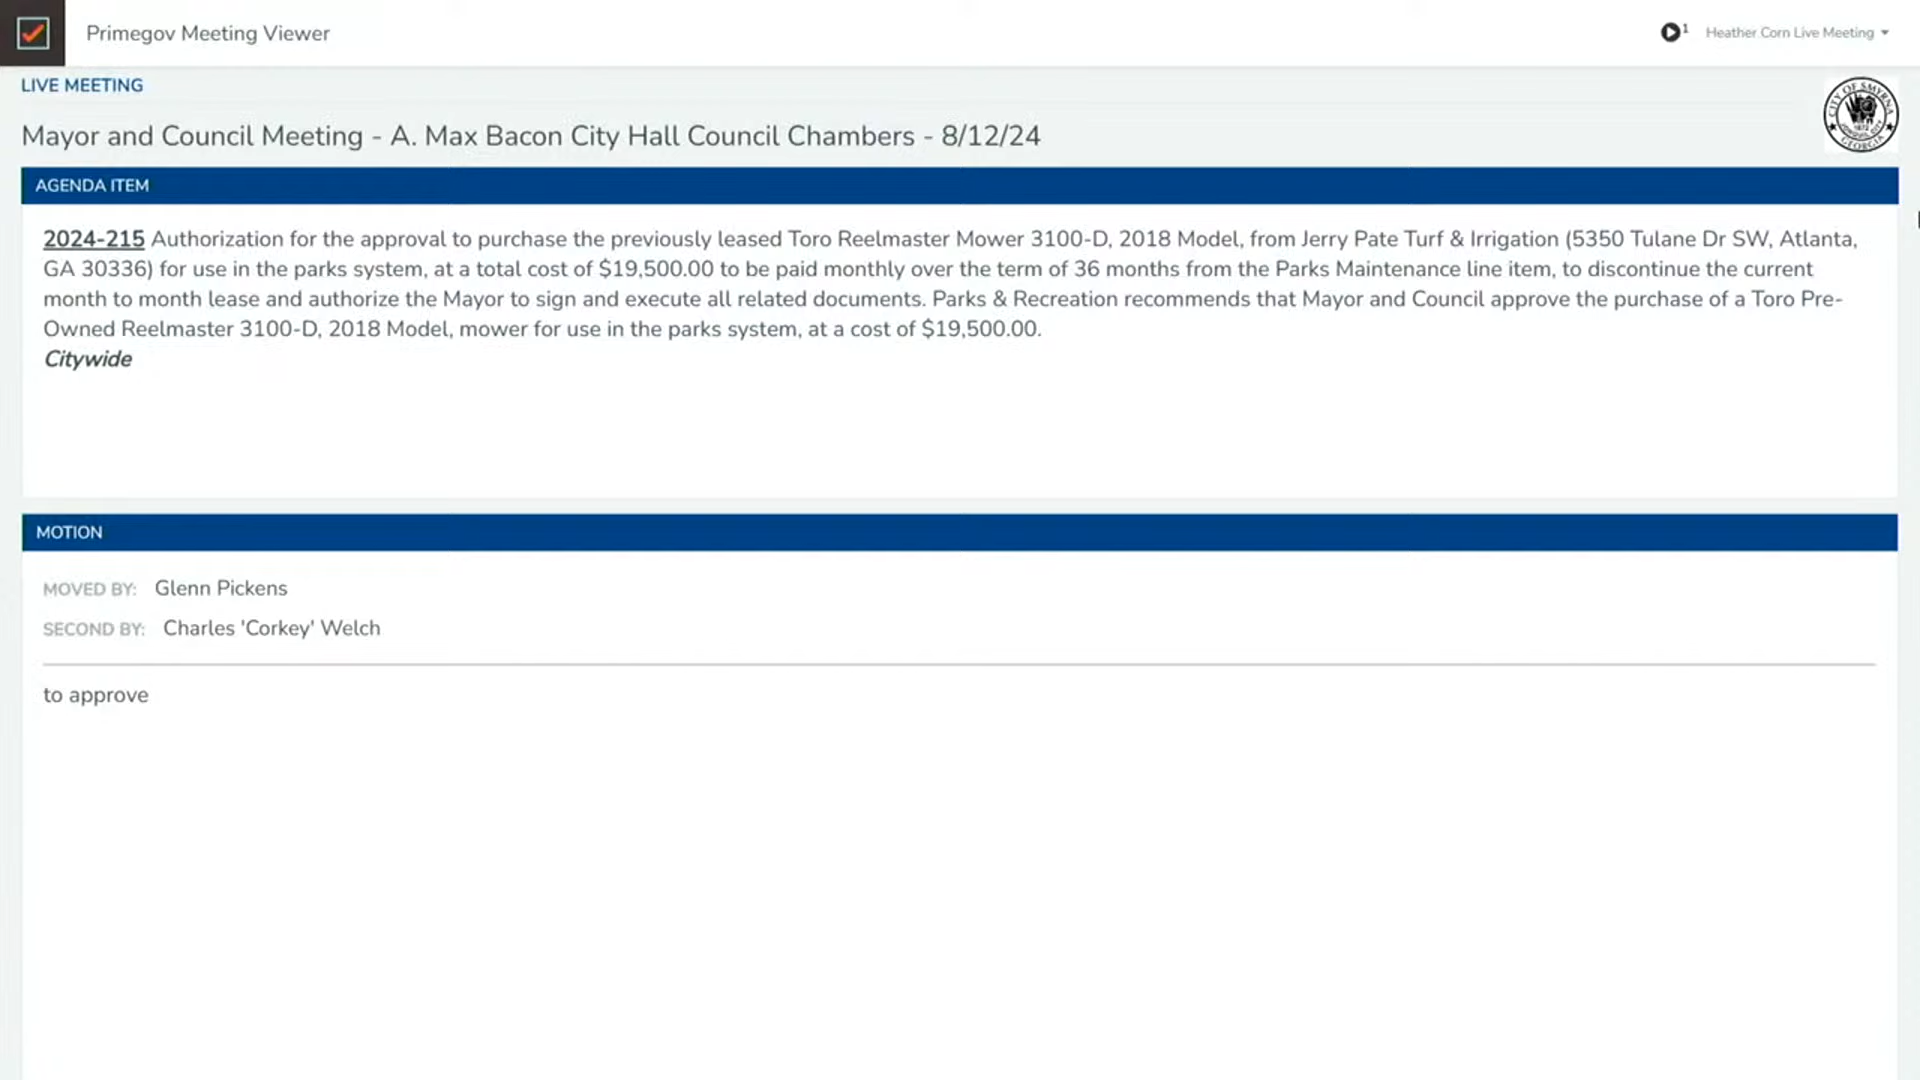 Primegov Meeting Viewer
1 Heather Corn Live Meeting
LIVE MEETING
CITY OF SMYRNA
GEORGIA
Mayor and Council Meeting - A. Max Bacon City Hall Council Chambers - 8/12/24
AGENDA ITEM
2024-215 Authorization for the approval to purchase the previously leased Toro Reelmaster Mower 3100-D, 2018 Model, from Jerry Pate Turf & Irrigation (5350 Tulane Dr SW, Atlanta,
GA 30336) for use in the parks system, at a total cost of $19,500.00 to be paid monthly over the term of 36 months from the Parks Maintenance line item, to discontinue the current
month to month lease and authorize the Mayor to sign and execute all related documents. Parks & Recreation recommends that Mayor and Council approve the purchase of a Toro Pre-
Owned Reelmaster 3100-D, 2018 Model, mower for use in the parks system, at a cost of $19,500.00.
Citywide
MOTION
MOVED BY: Glenn Pickens
SECOND BY: Charles 'Corkey' Welch
to approve